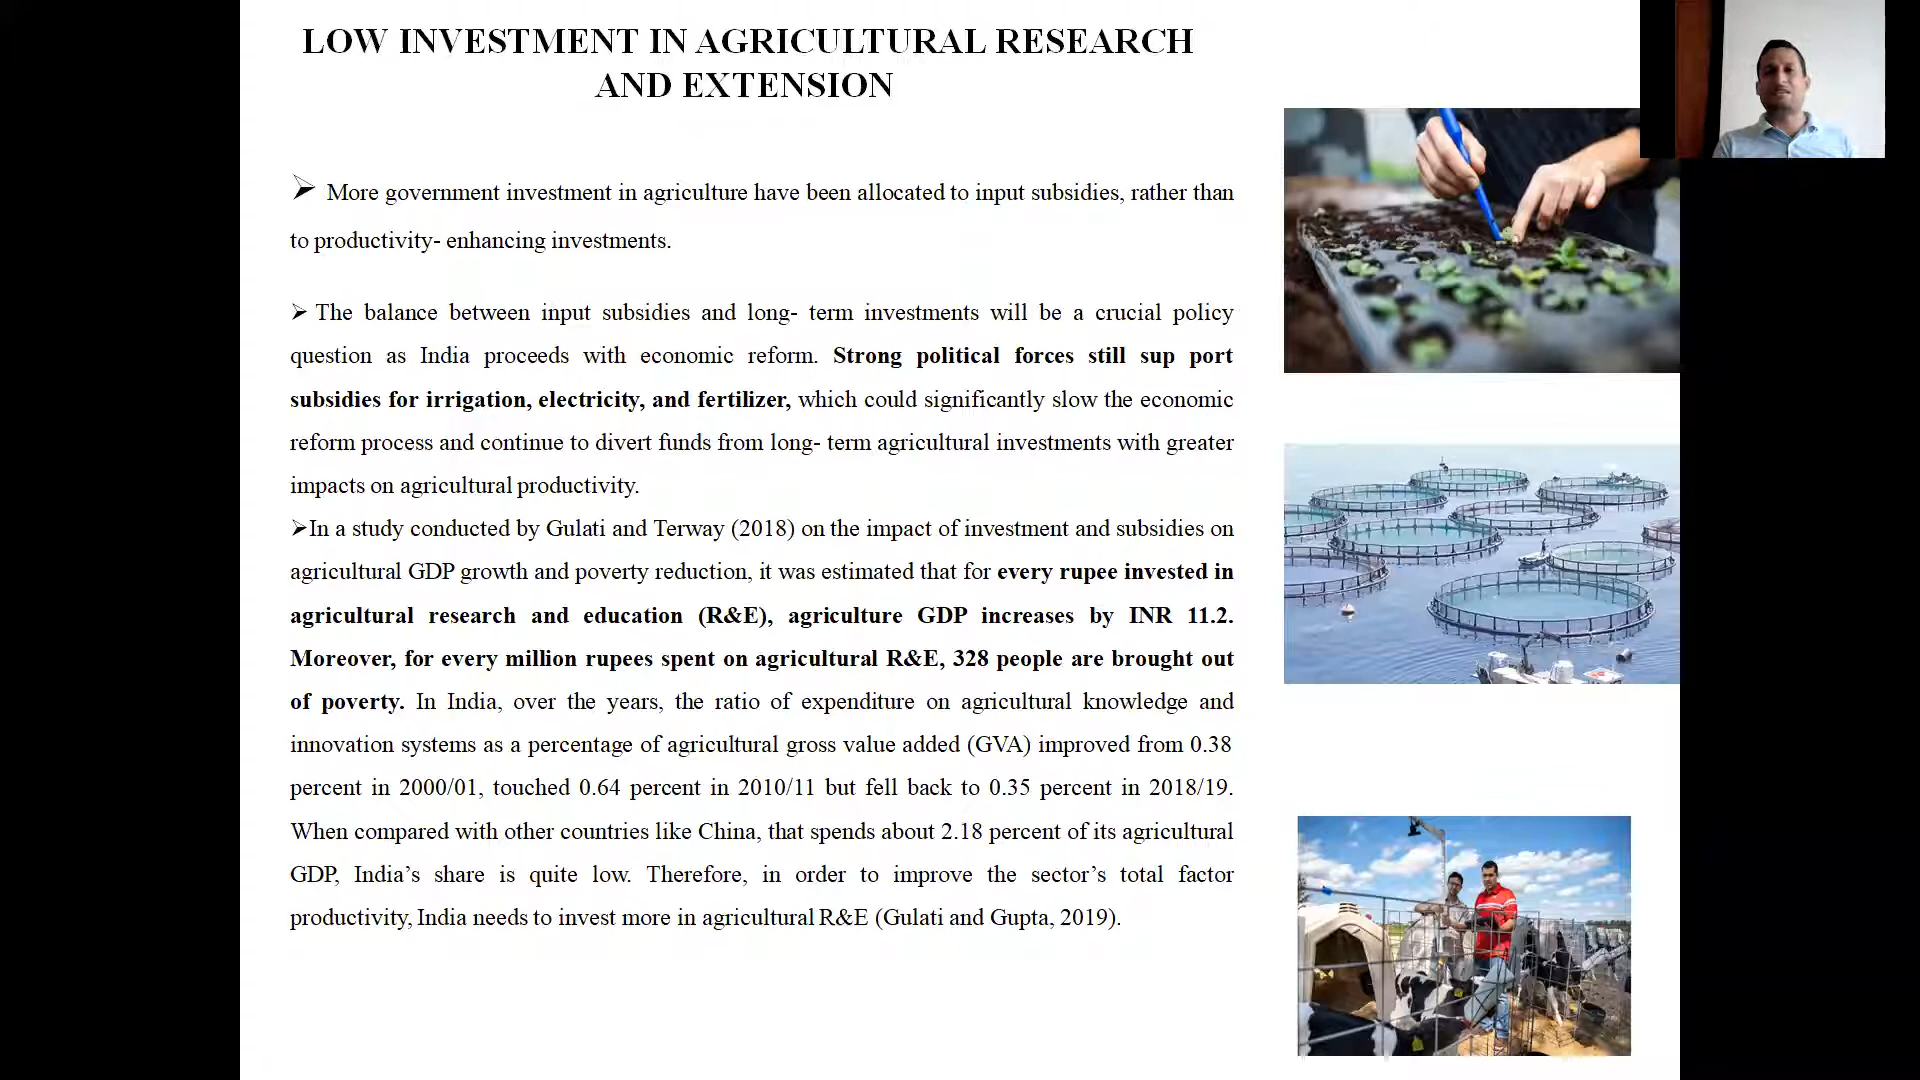 LOW INVESTMENT IN AGRICULTURAL RESEARCH
AND EXTENSION
➢ More government investment in agriculture have been allocated to input subsidies, rather than
to productivity- enhancing investments.
➢ The balance between input subsidies and long- term investments will be a crucial policy
question as India proceeds with economic reform. Strong political forces still sup port
subsidies for irrigation, electricity, and fertilizer, which could significantly slow the economic
reform process and continue to divert funds from long- term agricultural investments with greater
impacts on agricultural productivity.
➢In a study conducted by Gulati and Terway (2018) on the impact of investment and subsidies on
agricultural GDP growth and poverty reduction, it was estimated that for every rupee invested in
agricultural research and education (R&E), agriculture GDP increases by INR 11.2.
Moreover, for every million rupees spent on agricultural R&E, 328 people are brought out
of poverty. In India, over the years, the ratio of expenditure on agricultural knowledge and
innovation systems as a percentage of agricultural gross value added (GVA) improved from 0.38
percent in 2000/01, touched 0.64 percent in 2010/11 but fell back to 0.35 percent in 2018/19.
When compared with other countries like China, that spends about 2.18 percent of its agricultural
GDP, India’s share is quite low. Therefore, in order to improve the sector’s total factor
productivity, India needs to invest more in agricultural R&E (Gulati and Gupta, 2019).